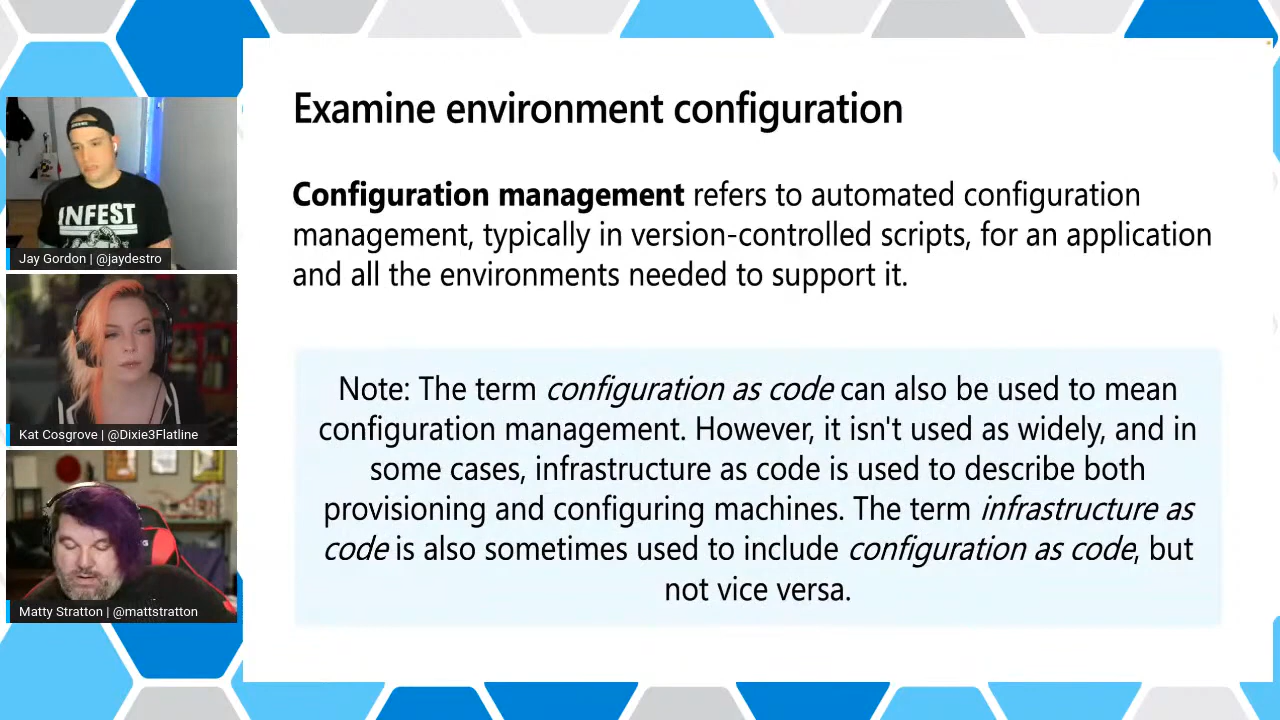 Examine environment configuration
Configuration management refers to automated configuration
management, typically in version-controlled scripts, for an application
and all the environments needed to support it.
Note: The term configuration as code can also be used to mean
configuration management. However, it isn't used as widely, and in
some cases, infrastructure as code is used to describe both
provisioning and configuring machines. The term infrastructure as
code is also sometimes used to include configuration as code, but
not vice versa.
INFEST
Jay Gordon | @jaydestro
Kat Cosgrove | @Dixie3Flatline
Matty Stratton | @mattstratton